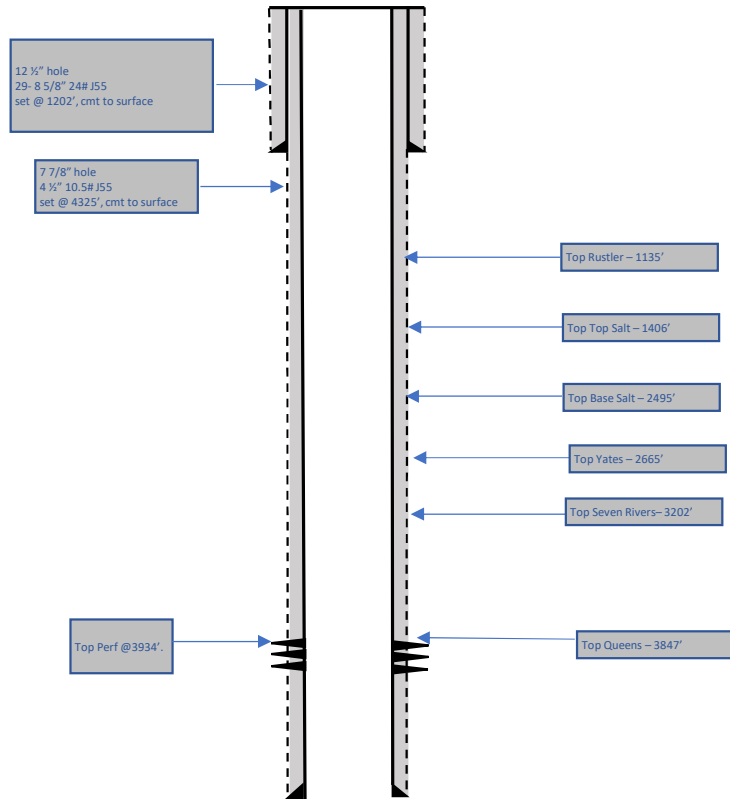 12 ½” hole
29- 8 5/8” 24# J55
set @ 1202’, cmt to surface
7 7/8” hole
4 ½” 10.5# J55
set @ 4325’, cmt to surface
Top Rustler – 1135’
Top Top Salt – 1406’
Top Base Salt – 2495’
Top Yates – 2665’
Top Seven Rivers– 3202’
Top Perf @3934’.
Top Queens – 3847’